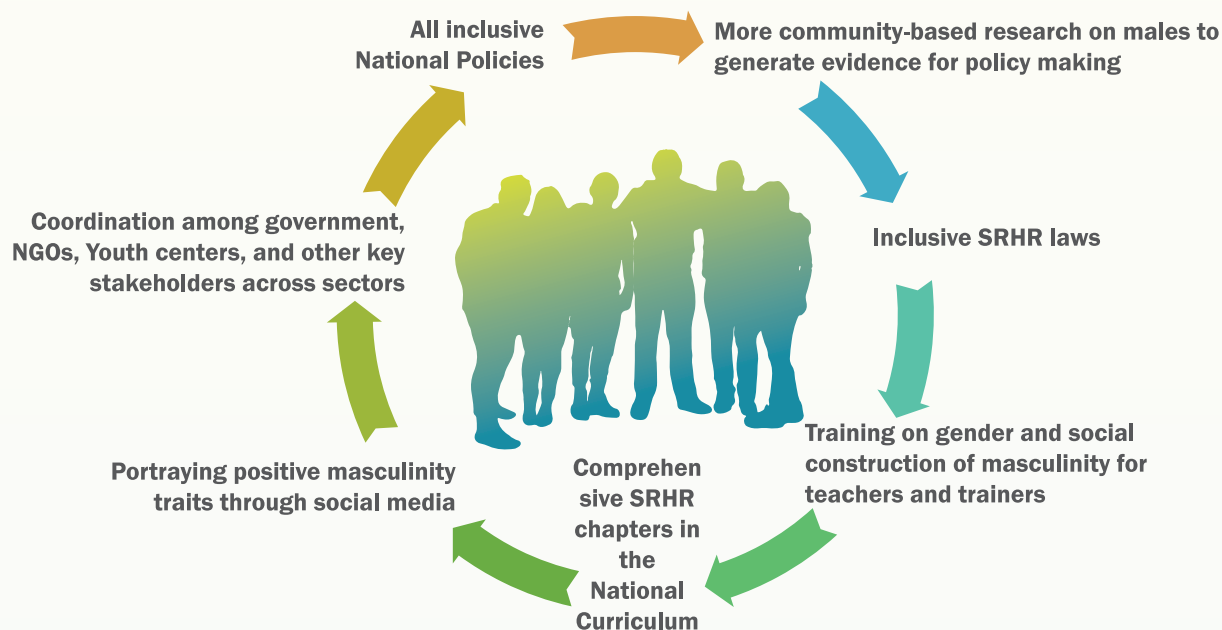 All inclusive
National Policies
More community-based research on males to
generate evidence for policy making
Inclusive SRHR laws
Training on gender and social
construction of masculinity for
teachers and trainers
Comprehen
sive SRHR
chapters in
the
National
Curriculum
Portraying positive masculinity
traits through social media
Coordination among government,
NGOs, Youth centers, and other key
stakeholders across sectors